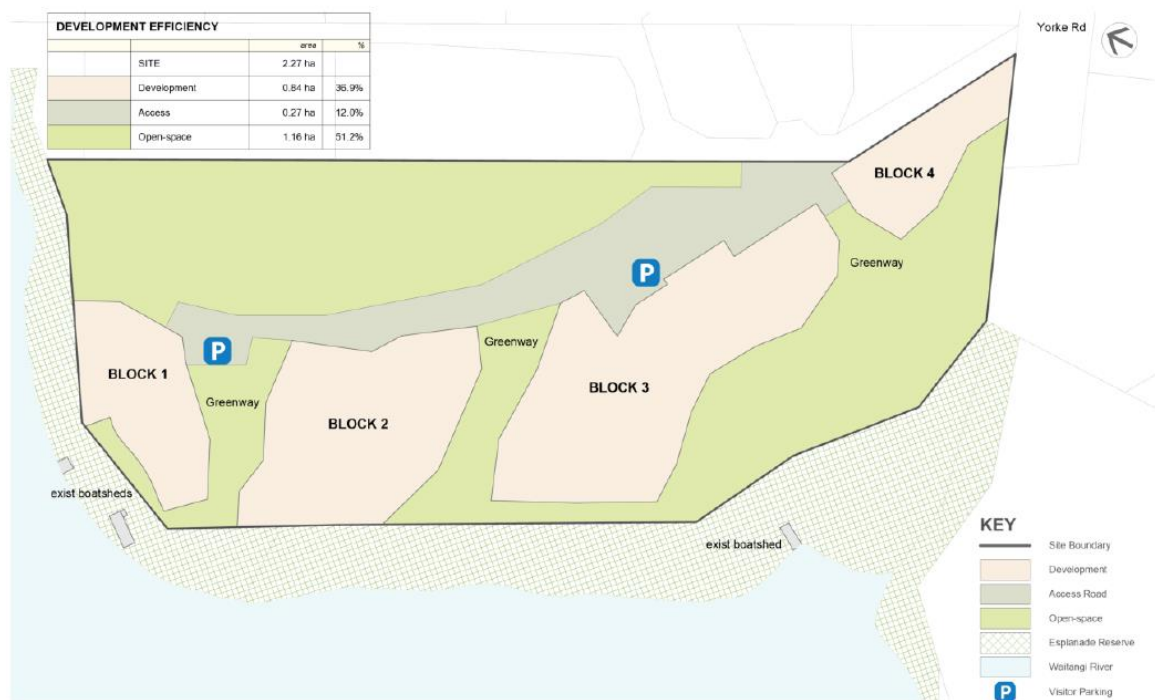 DEVELOPMENT EFFICIENCY
area %
SITE 2.27 ha
Development 0.84 ha 36.9%
Access 0.27 ha 12.0%
Open-space 1.16 ha 51.2%
Yorke Rd
BLOCK 4
Greenway
P
Greenway
P
BLOCK 1
BLOCK 3
Greenway
BLOCK 2
exist boatsheds
exist boatshed
KEY
Site Boundary
Development
Access Road
Open-space
Esplanade Reserve
Waitangi River
P Visitor Parking